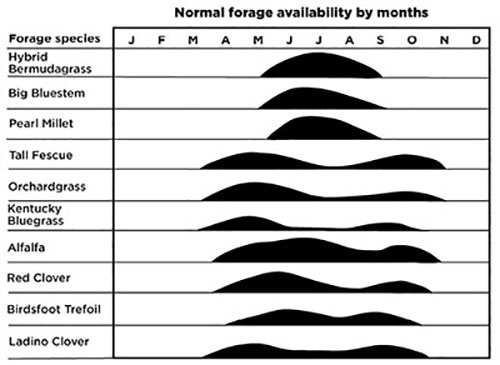 Normal forage availability by months
Forage species J F M A M J J A S O N D
Hybrid
Bermudagrass
Big Bluestem
Pearl Millet
Tall Fescue
Orchardgrass
Kentucky
Bluegrass
Alfalfa
Red Clover
Birdsfoot Trefoil
Ladino Clover